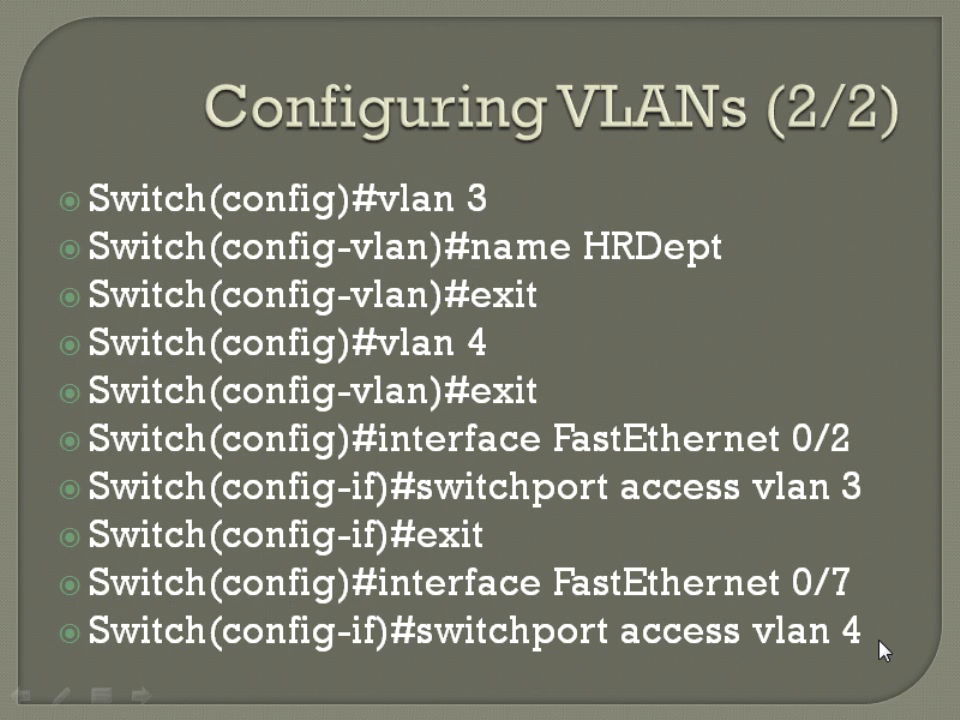 Configuring VLANs (2/2)
Switch(config)#vlan 3
Switch(config-vlan)#name HRDept
Switch(config-vlan)#exit
Switch(config)#vlan 4
Switch(config-vlan)#exit
Switch(config)#interface FastEthernet 0/2
Switch(config-if)#switchport access vlan 3
Switch(config-if)#exit
Switch(config)#interface FastEthernet 0/7
Switch(config-if)#switchport access vlan 4